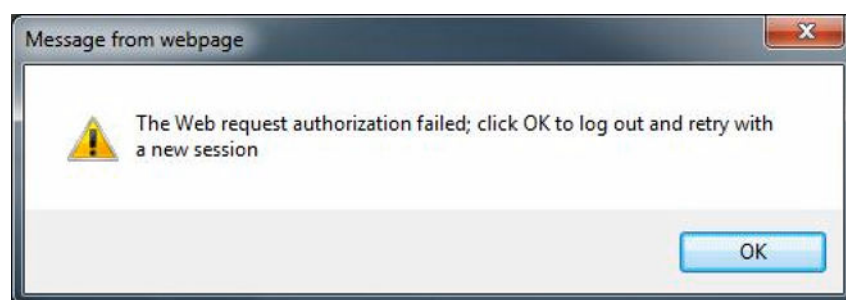 Message from webpage
The Web request authorization failed; click OK to log out and retry with
a new session
OK